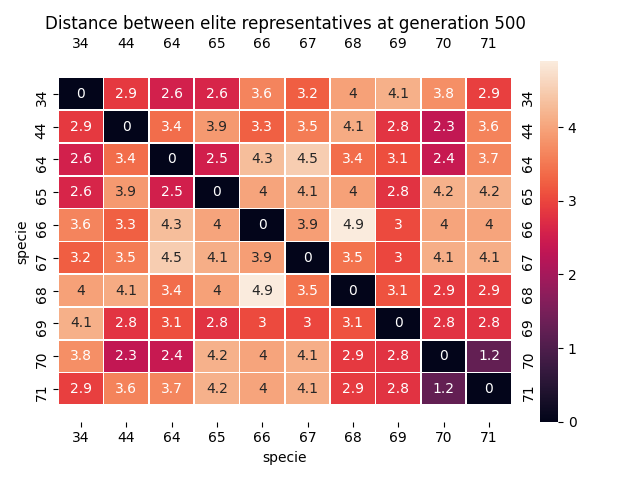 Distance between elite representatives at generation 500
34 44 64 65 66 67 68 69 70 71
34 0 2.9 2.6 2.6 3.6 3.2 4 4.1 3.8 2.9 34
44 2.9 0 3.4 3.9 3.3 3.5 4.1 2.8 2.3 3.6 44
64 2.6 3.4 0 2.5 4.3 4.5 3.4 3.1 2.4 3.7 64
65 2.6 3.9 2.5 0 4 4.1 4 2.8 4.2 4.2 65
66 3.6 3.3 4.3 4 0 3.9 4.9 3 4 4 66
67 3.2 3.5 4.5 4.1 3.9 0 3.5 3 4.1 4.1 67
68 4 4.1 3.4 4 4.9 3.5 0 3.1 2.9 2.9 68
69 4.1 2.8 3.1 2.8 3 3 3.1 0 2.8 2.8 69
70 3.8 2.3 2.4 4.2 4 4.1 2.9 2.8 0 1.2 70
71 2.9 3.6 3.7 4.2 4 4.1 2.9 2.8 1.2 0 71
34 44 64 65 66 67 68 69 70 71
specie
specie
4
3
2
1
0